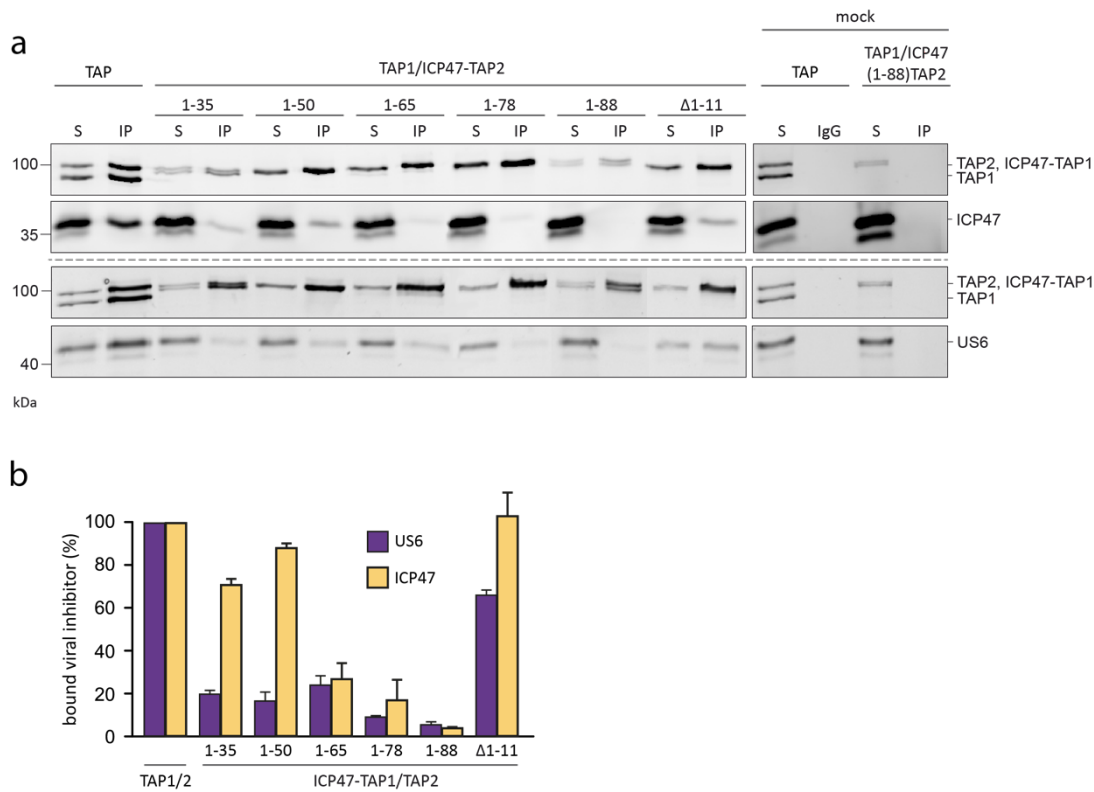 a
mock
TAP TAP1/ICP47-TAP2 TAP TAP1/ICP47
(1-88)TAP2
1-35 1-50 1-65 1-78 1-88 Δ1-11
S IP S IP S IP S IP S IP S IP S IP S IgG S IP
100 TAP2, ICP47-TAP1
TAP1
ICP47
35
100 TAP2, ICP47-TAP1
TAP1
US6
40
kDa
b
bound viral inhibitor (%)
100
80
60
40
20
0
US6
ICP47
1-35 1-50 1-65 1-78 1-88 Δ1-11
TAP1/2 ICP47-TAP1/TAP2